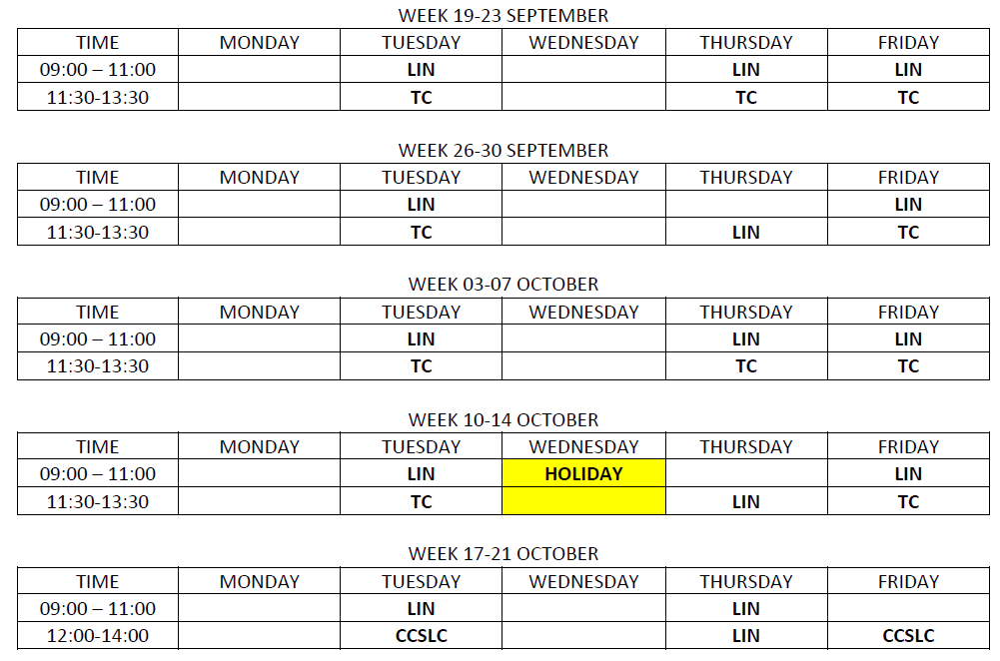 WEEK 19-23 SEPTEMBER
TIME MONDAY TUESDAY WEDNESDAY THURSDAY FRIDAY
09:00 – 11:00 LIN LIN LIN
11:30-13:30 TC TC TC
WEEK 26-30 SEPTEMBER
TIME MONDAY TUESDAY WEDNESDAY THURSDAY FRIDAY
09:00 – 11:00 LIN LIN
11:30-13:30 TC LIN TC
WEEK 03-07 OCTOBER
TIME MONDAY TUESDAY WEDNESDAY THURSDAY FRIDAY
09:00 – 11:00 LIN LIN LIN
11:30-13:30 TC TC TC
WEEK 10-14 OCTOBER
TIME MONDAY TUESDAY WEDNESDAY THURSDAY FRIDAY
09:00 – 11:00 LIN HOLIDAY LIN
11:30-13:30 TC LIN TC
WEEK 17-21 OCTOBER
TIME MONDAY TUESDAY WEDNESDAY THURSDAY FRIDAY
09:00 – 11:00 LIN LIN
12:00-14:00 CCSLC LIN CCSLC